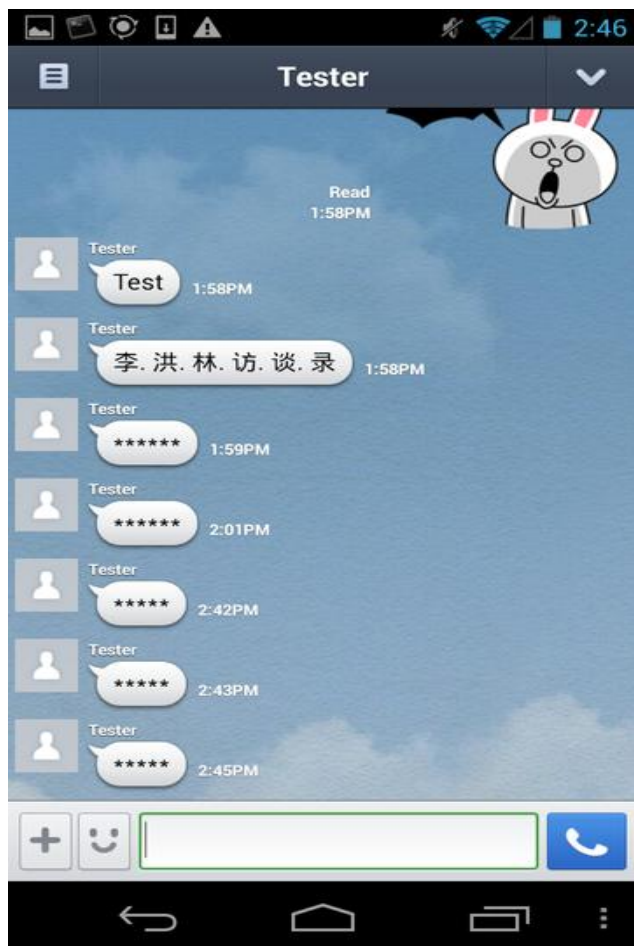 2:46
Tester
Read
1:58PM
Tester
Test 1:58PM
Tester
李. 洪. 林. 访. 谈. 录 1:58PM
Tester
****** 1:59PM
Tester
****** 2:01PM
Tester
***** 2:42PM
Tester
***** 2:43PM
Tester
***** 2:45PM